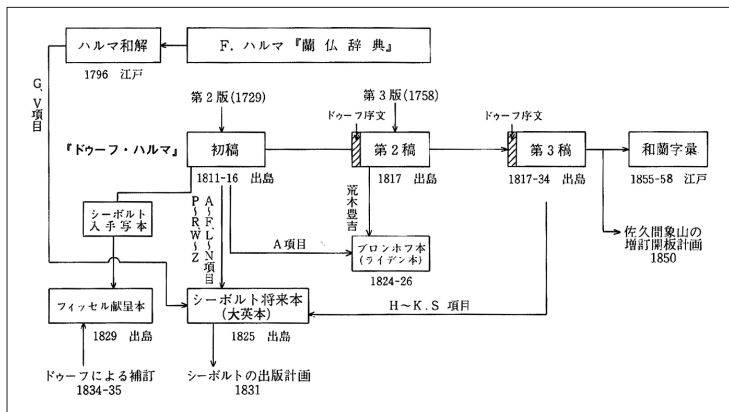 ハルマ和解
F. ハルマ『蘭仏辞典』
1796 江戸
G、V項目
第2版(1729)
第3版(1758)
ドゥーフ序文
ドゥーフ序文
『ドゥーフ・ハルマ』
初稿
第2稿
第3稿
和蘭字彙
1811-16 出島
1817 出島
1817-34 出島
1855-58 江戸
シーボルト
入手写本
A〜F、L〜N項目
P〜R W〜Z
荒木豊吉
A項目
ブロンホフ本
(ライデン本)
1824-26
佐久間象山の
増訂開板計画
1850
フィッセル献呈本
シーボルト将来本
(大英本)
H〜K.S 項目
1829 出島
1825 出島
ドゥーフによる補訂
1834-35
シーボルトの出版計画
1831